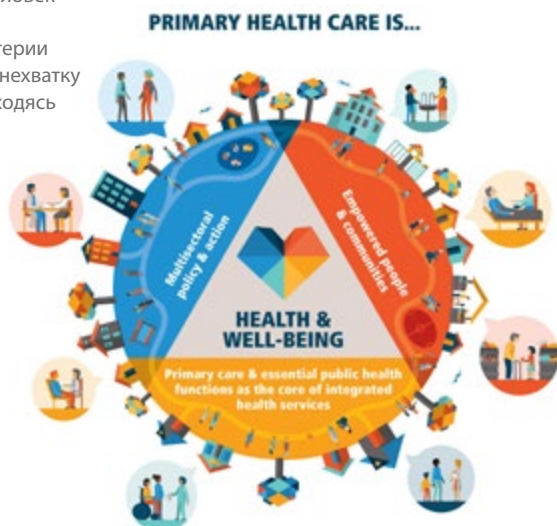 ловек
терии
нехватку
ходясь
PRIMARY HEALTH CARE IS...
Multisectoral
policy & action
Empowered people
& communities
HEALTH &
WELL-BEING
Primary care & essential public health
functions as the core of integrated
health services